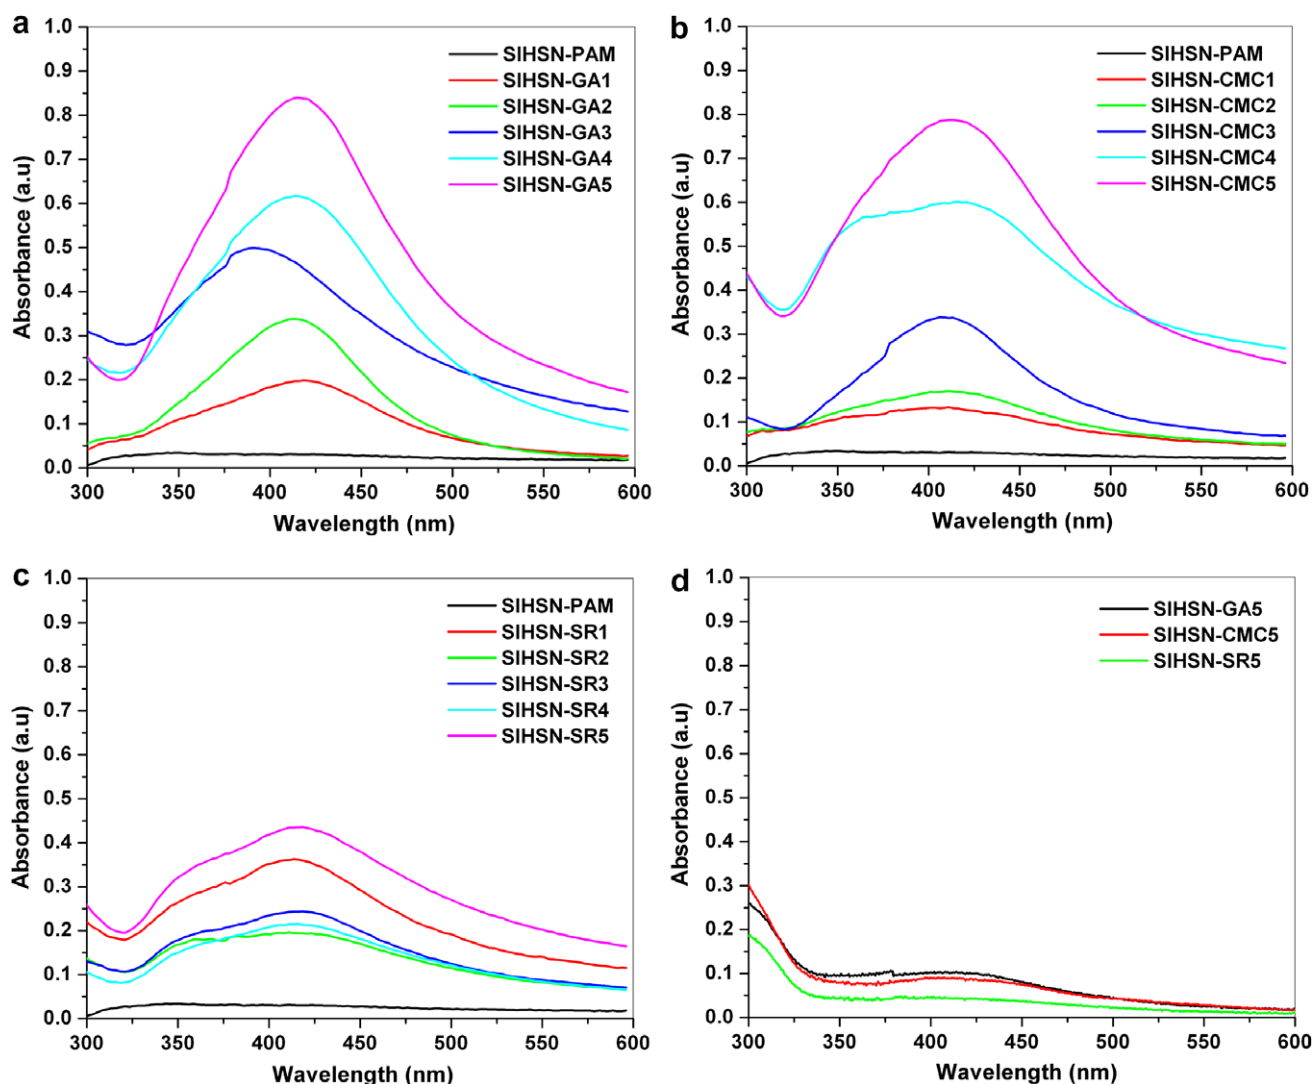 a
1.0
0.9
0.8
0.7
0.6
0.5
0.4
0.3
0.2
0.1
0.0
Absorbance (a.u)
SIHSN-PAM
SIHSN-GA1
SIHSN-GA2
SIHSN-GA3
SIHSN-GA4
SIHSN-GA5
300 350 400 450 500 550 600
Wavelength (nm)
b
1.0
0.9
0.8
0.7
0.6
0.5
0.4
0.3
0.2
0.1
0.0
Absorbance (a.u)
SIHSN-PAM
SIHSN-CMC1
SIHSN-CMC2
SIHSN-CMC3
SIHSN-CMC4
SIHSN-CMC5
300 350 400 450 500 550 600
Wavelength (nm)
c
1.0
0.9
0.8
0.7
0.6
0.5
0.4
0.3
0.2
0.1
0.0
Absorbance (a.u)
SIHSN-PAM
SIHSN-SR1
SIHSN-SR2
SIHSN-SR3
SIHSN-SR4
SIHSN-SR5
300 350 400 450 500 550 600
Wavelength (nm)
d
1.0
0.9
0.8
0.7
0.6
0.5
0.4
0.3
0.2
0.1
0.0
Absorbance (a.u)
SIHSN-GA5
SIHSN-CMC5
SIHSN-SR5
300 350 400 450 500 550 600
Wavelength (nm)